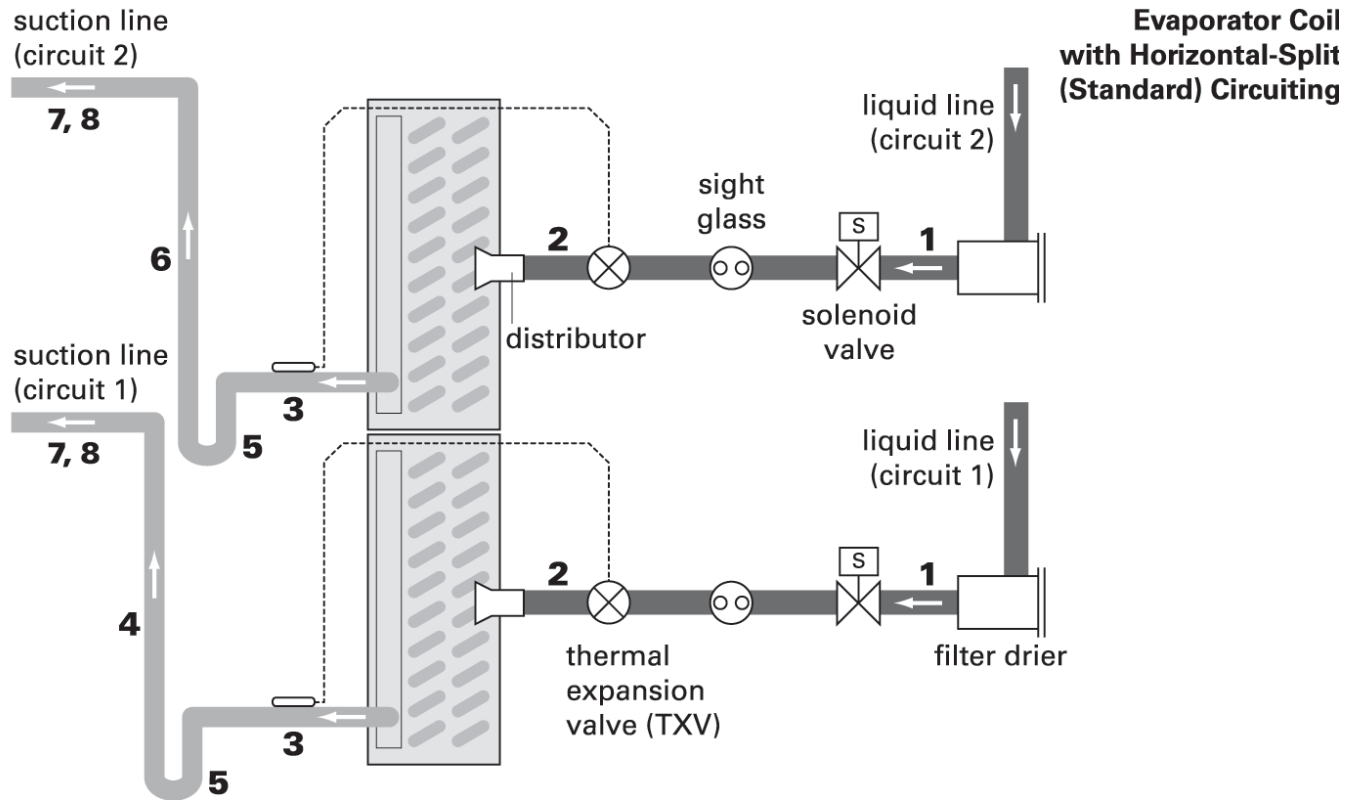 suction line
(circuit 2)
Evaporator Coil
with Horizontal-Split
(Standard) Circuiting
7, 8
liquid line
(circuit 2)
sight
glass
S
2
1
6
distributor
solenoid
valve
suction line
(circuit 1)
3
7, 8
5
liquid line
(circuit 1)
S
2
1
4
thermal
expansion
valve (TXV)
filter drier
3
5